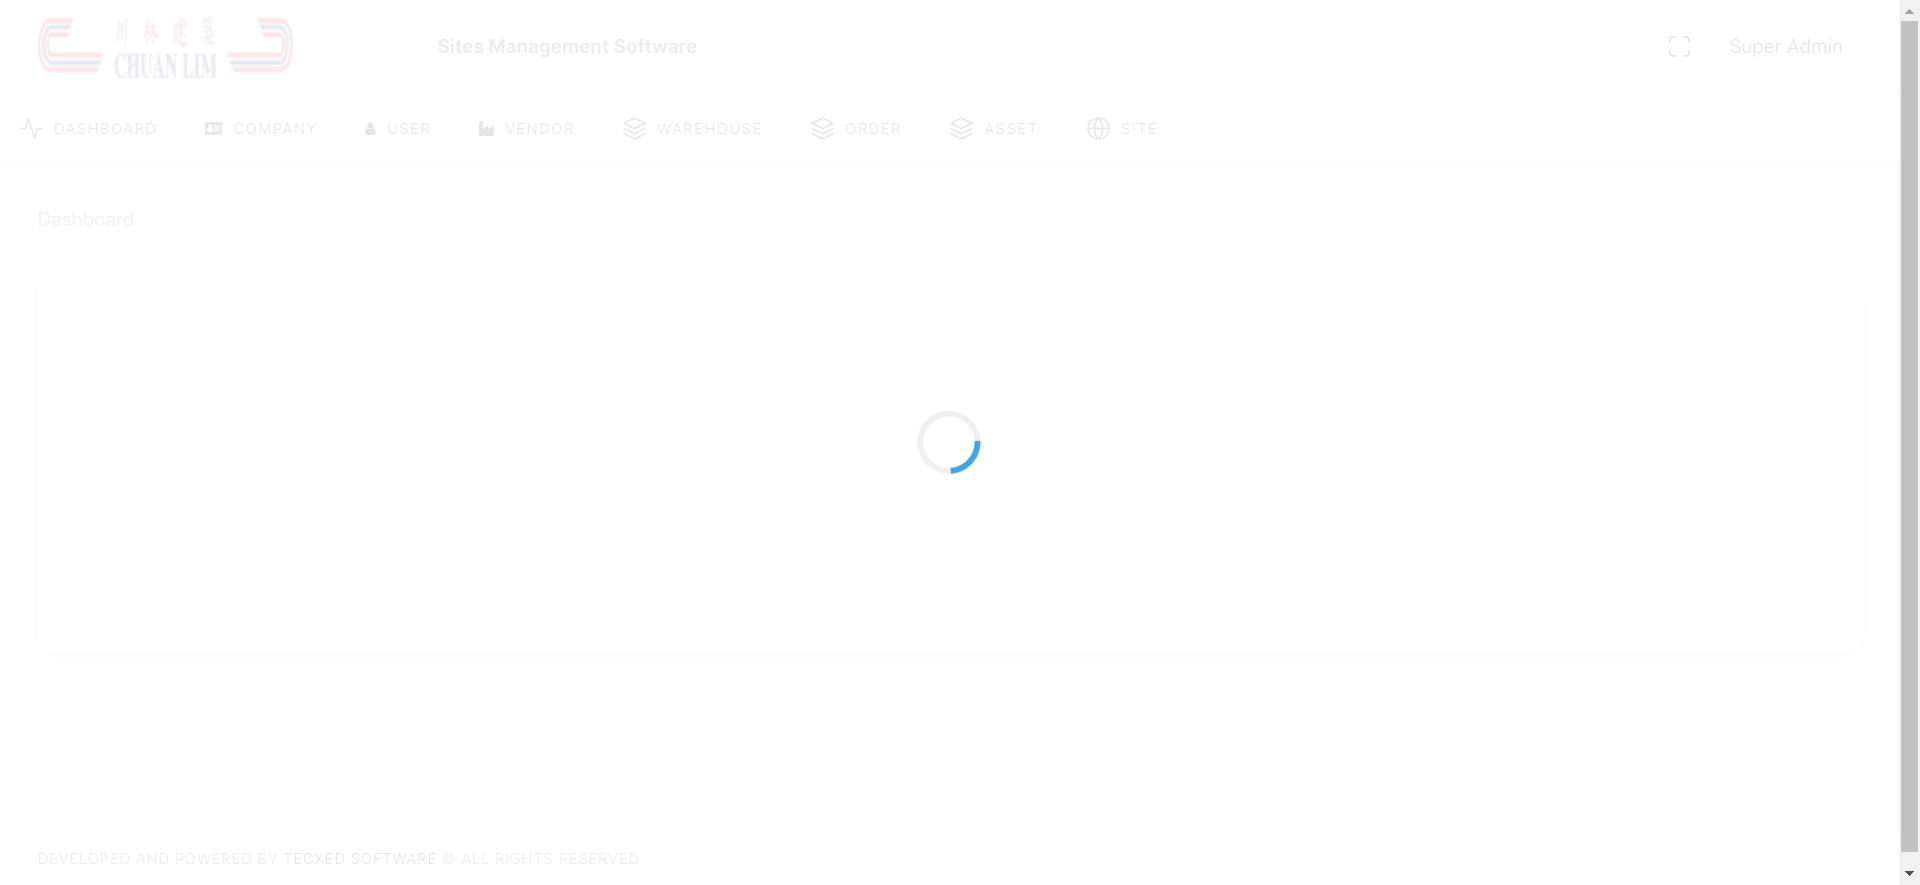 川林建築
CHUAN LIM
Sites Management Software
Super Admin
DASHBOARD COMPANY USER VENDOR WAREHOUSE ORDER ASSET SITE
Dashboard
DEVELOPED AND POWERED BY TECXED SOFTWARE © ALL RIGHTS RESERVED